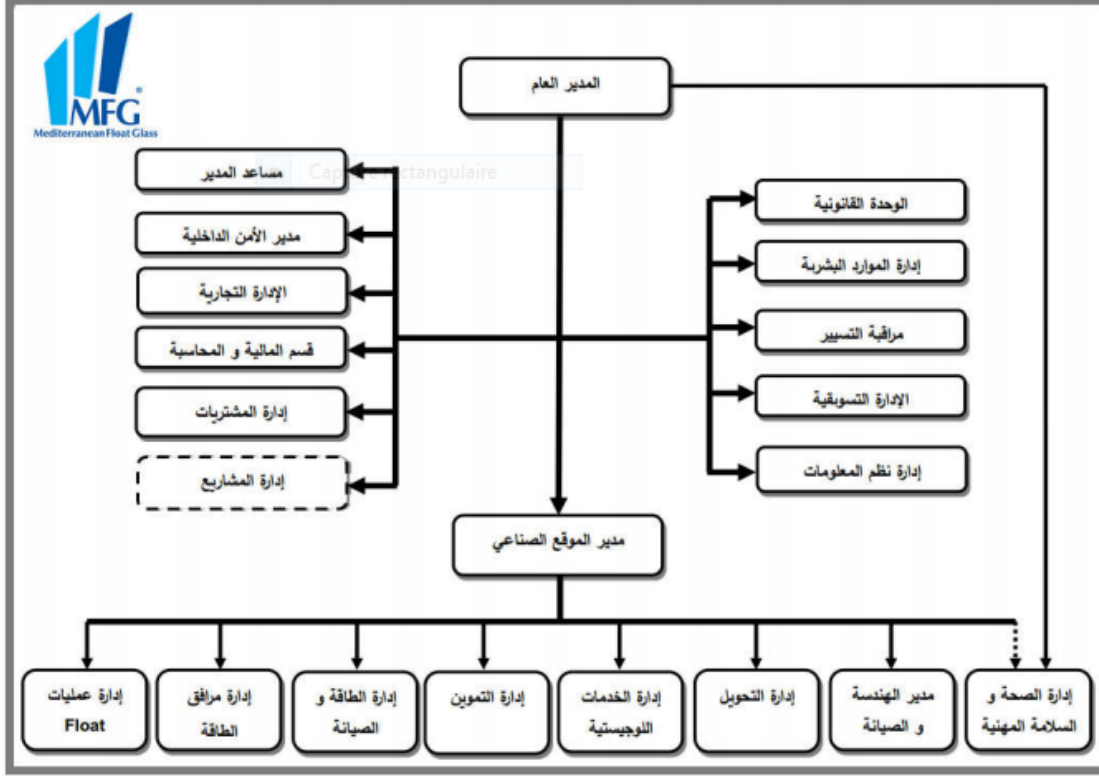 MFG
Mediterranean Float Glass
المدير العام
Capture rectangulaire
مساعد المدير
مدير الأمن الداخلية
الإدارة التجارية
قسم المالية و المحاسبة
إدارة المشتريات
إدارة المشاريع
الوحدة القانونية
إدارة الموارد البشرية
مراقبة التسيير
الإدارة التسويقية
إدارة نظم المعلومات
مدير الموقع الصناعي
إدارة الصحة و
السلامة المهنية
مدير الهندسة
و الصيانة
إدارة التحويل
إدارة الخدمات
اللوجيستية
إدارة التموين
إدارة الطاقة و
الصيانة
إدارة مرافق
الطاقة
إدارة عمليات
Float